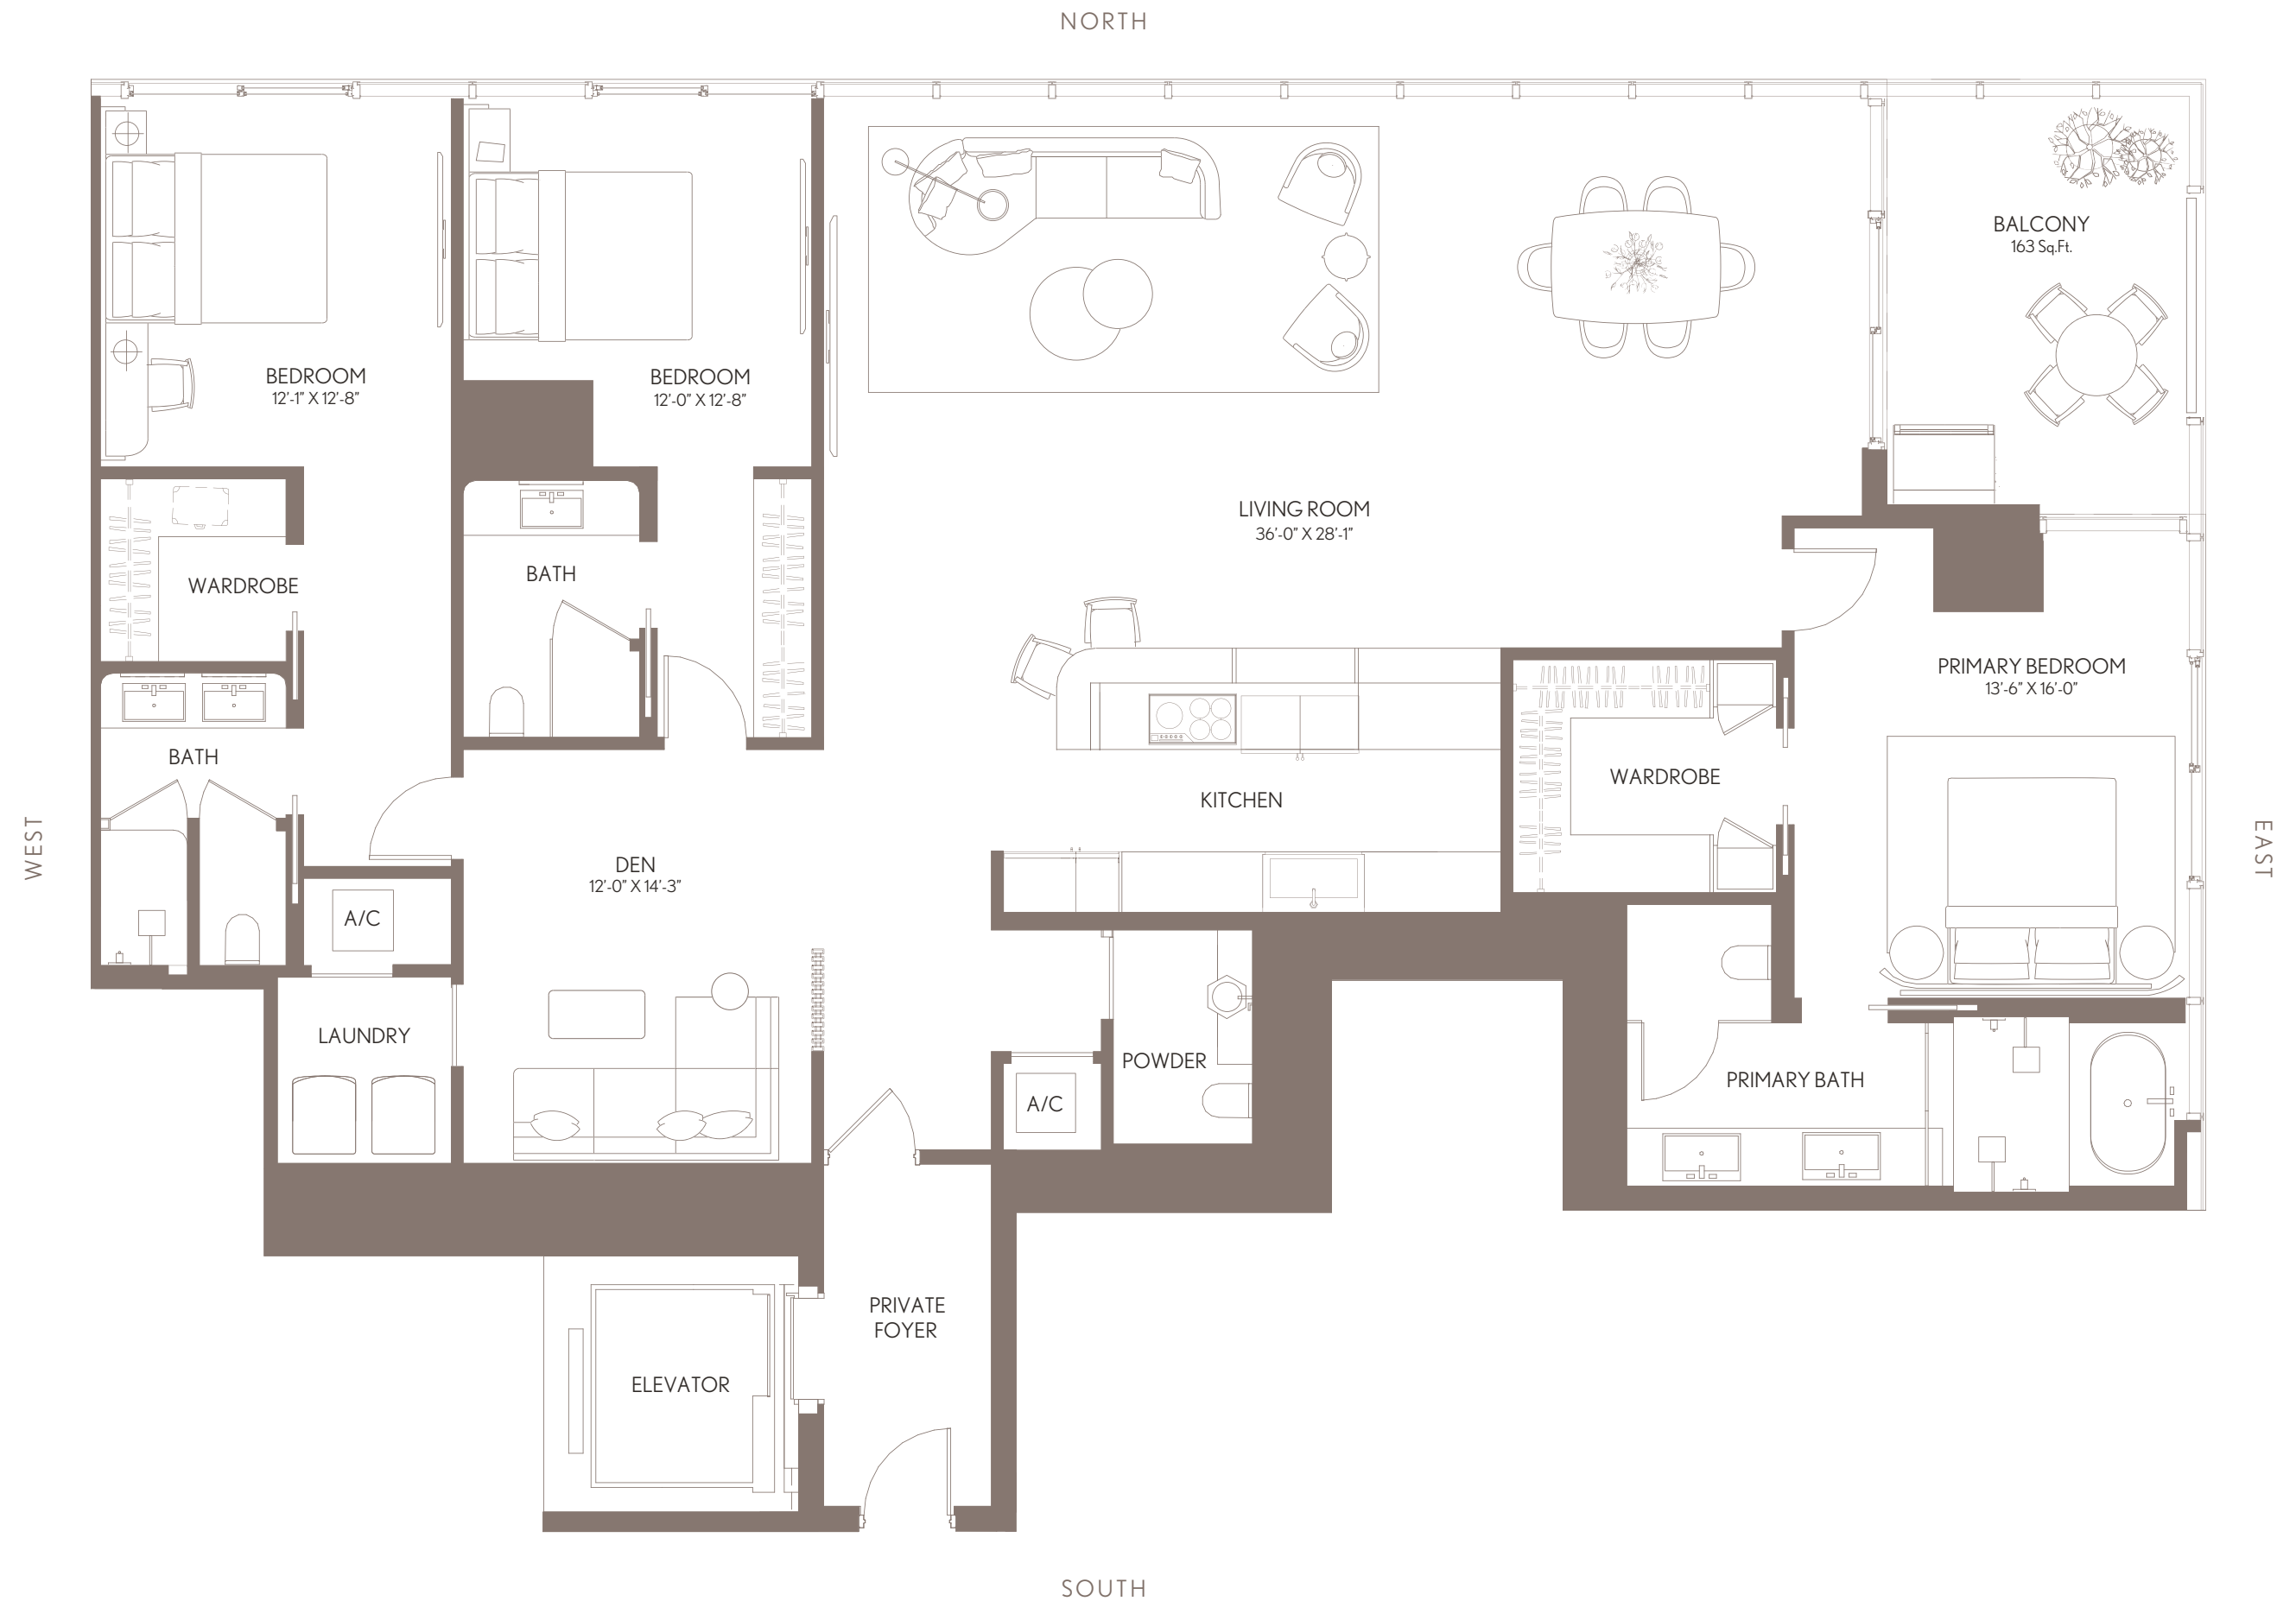 NORTH
BALCONY
163 Sq.Ft.
BEDROOM
12'-1" X 12'-8"
BEDROOM
12'-0" X 12'-8"
LIVING ROOM
36'-0" X 28'-1"
BATH
WARDROBE
PRIMARY BEDROOM
13'-6" X 16'-0"
BATH
WARDROBE
KITCHEN
WEST
EAST
DEN
12'-0" X 14'-3"
A/C
LAUNDRY
POWDER
PRIMARY BATH
A/C
PRIVATE
FOYER
ELEVATOR
SOUTH